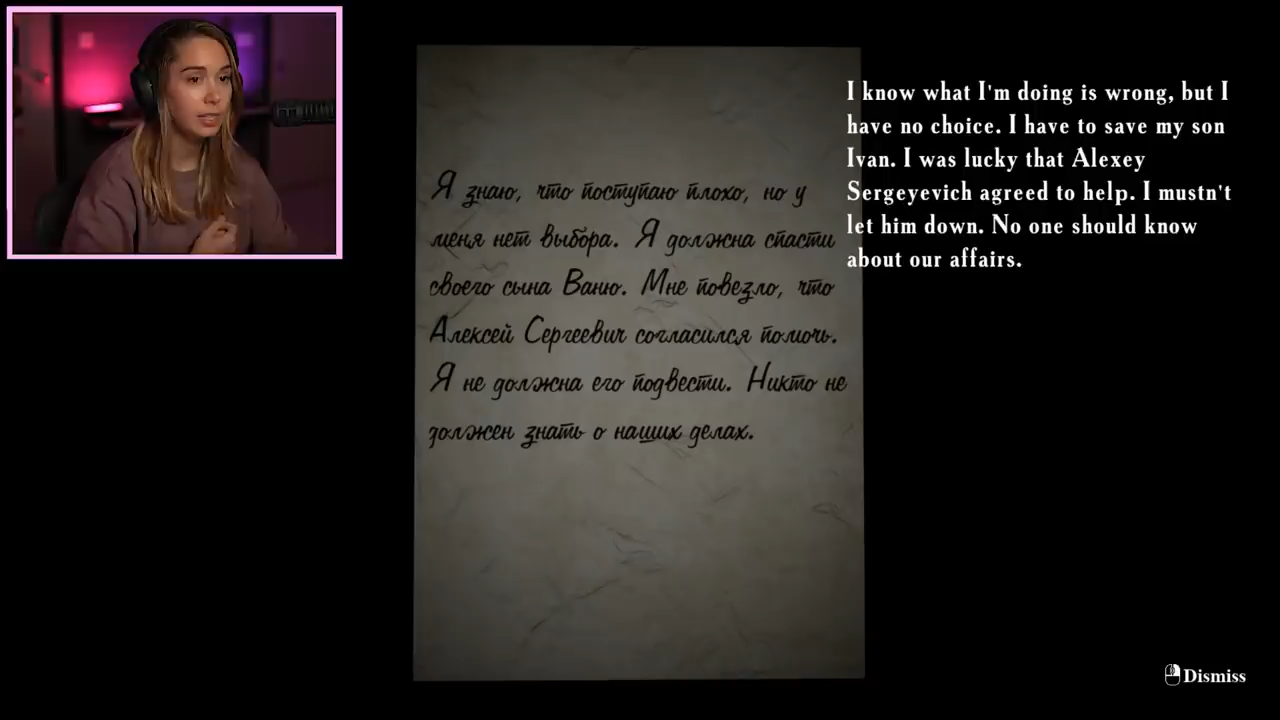 Я знаю, что поступаю плохо, но у
меня нет выбора. Я должна спасти
своего сына Ваню. Мне повезло, что
Алексей Сергеевич согласился помочь.
Я не должна его подвести. Никто не
должен знать о наших делах.
I know what I'm doing is wrong, but I
have no choice. I have to save my son
Ivan. I was lucky that Alexey
Sergeyevich agreed to help. I mustn't
let him down. No one should know
about our affairs.
Dismiss